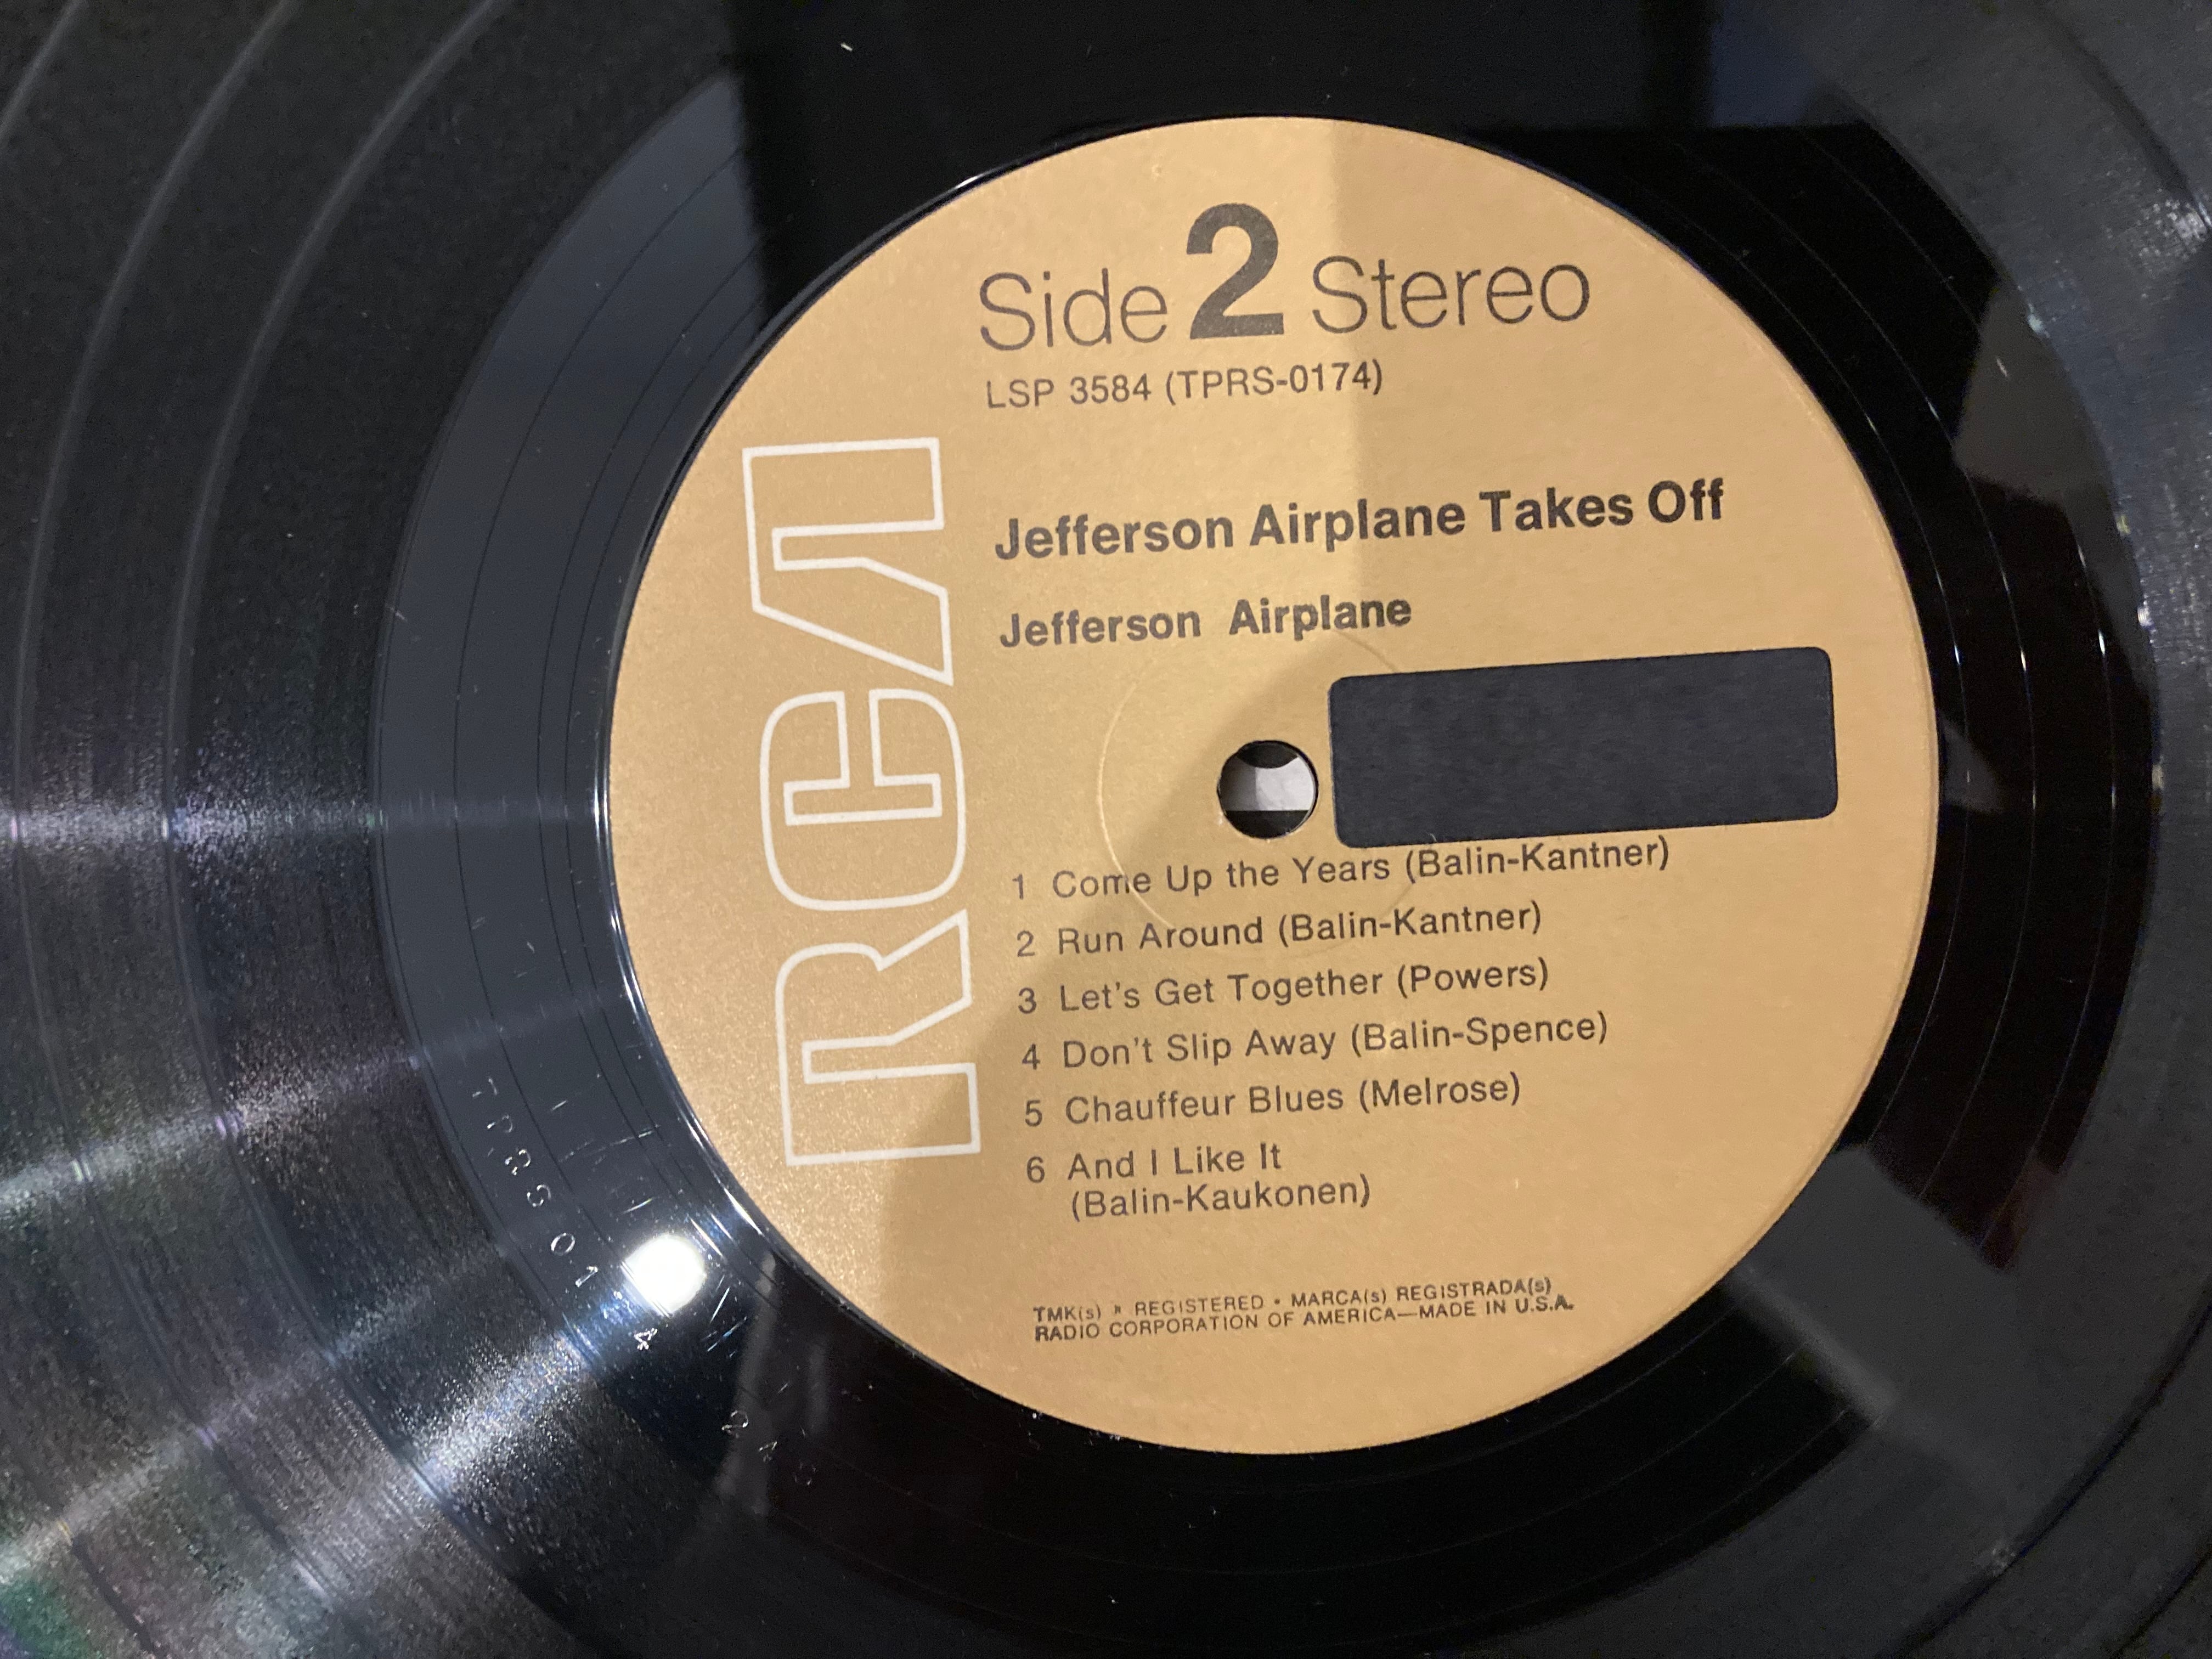 Side 2 Stereo
LSP 3584 (TPRS-0174)
Jefferson Airplane Takes Off
Jefferson Airplane
RCA
1 Come Up the Years (Balin-Kantner)
2 Run Around (Balin-Kantner)
3 Let's Get Together (Powers)
4 Don't Slip Away (Balin-Spence)
5 Chauffeur Blues (Melrose)
6 And I Like It
(Balin-Kaukonen)
TMK(s) ® REGISTERED • MARCA(s) REGISTRADA(s)
RADIO CORPORATION OF AMERICA—MADE IN U.S.A.